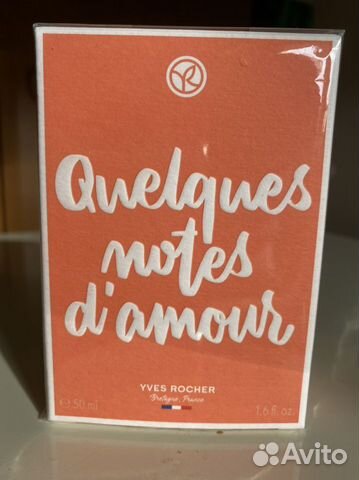 Quelques
notes
d'amour
YVES ROCHER
Bretagne, France
℮ 50 ml
1.6 fl. oz.
Avito